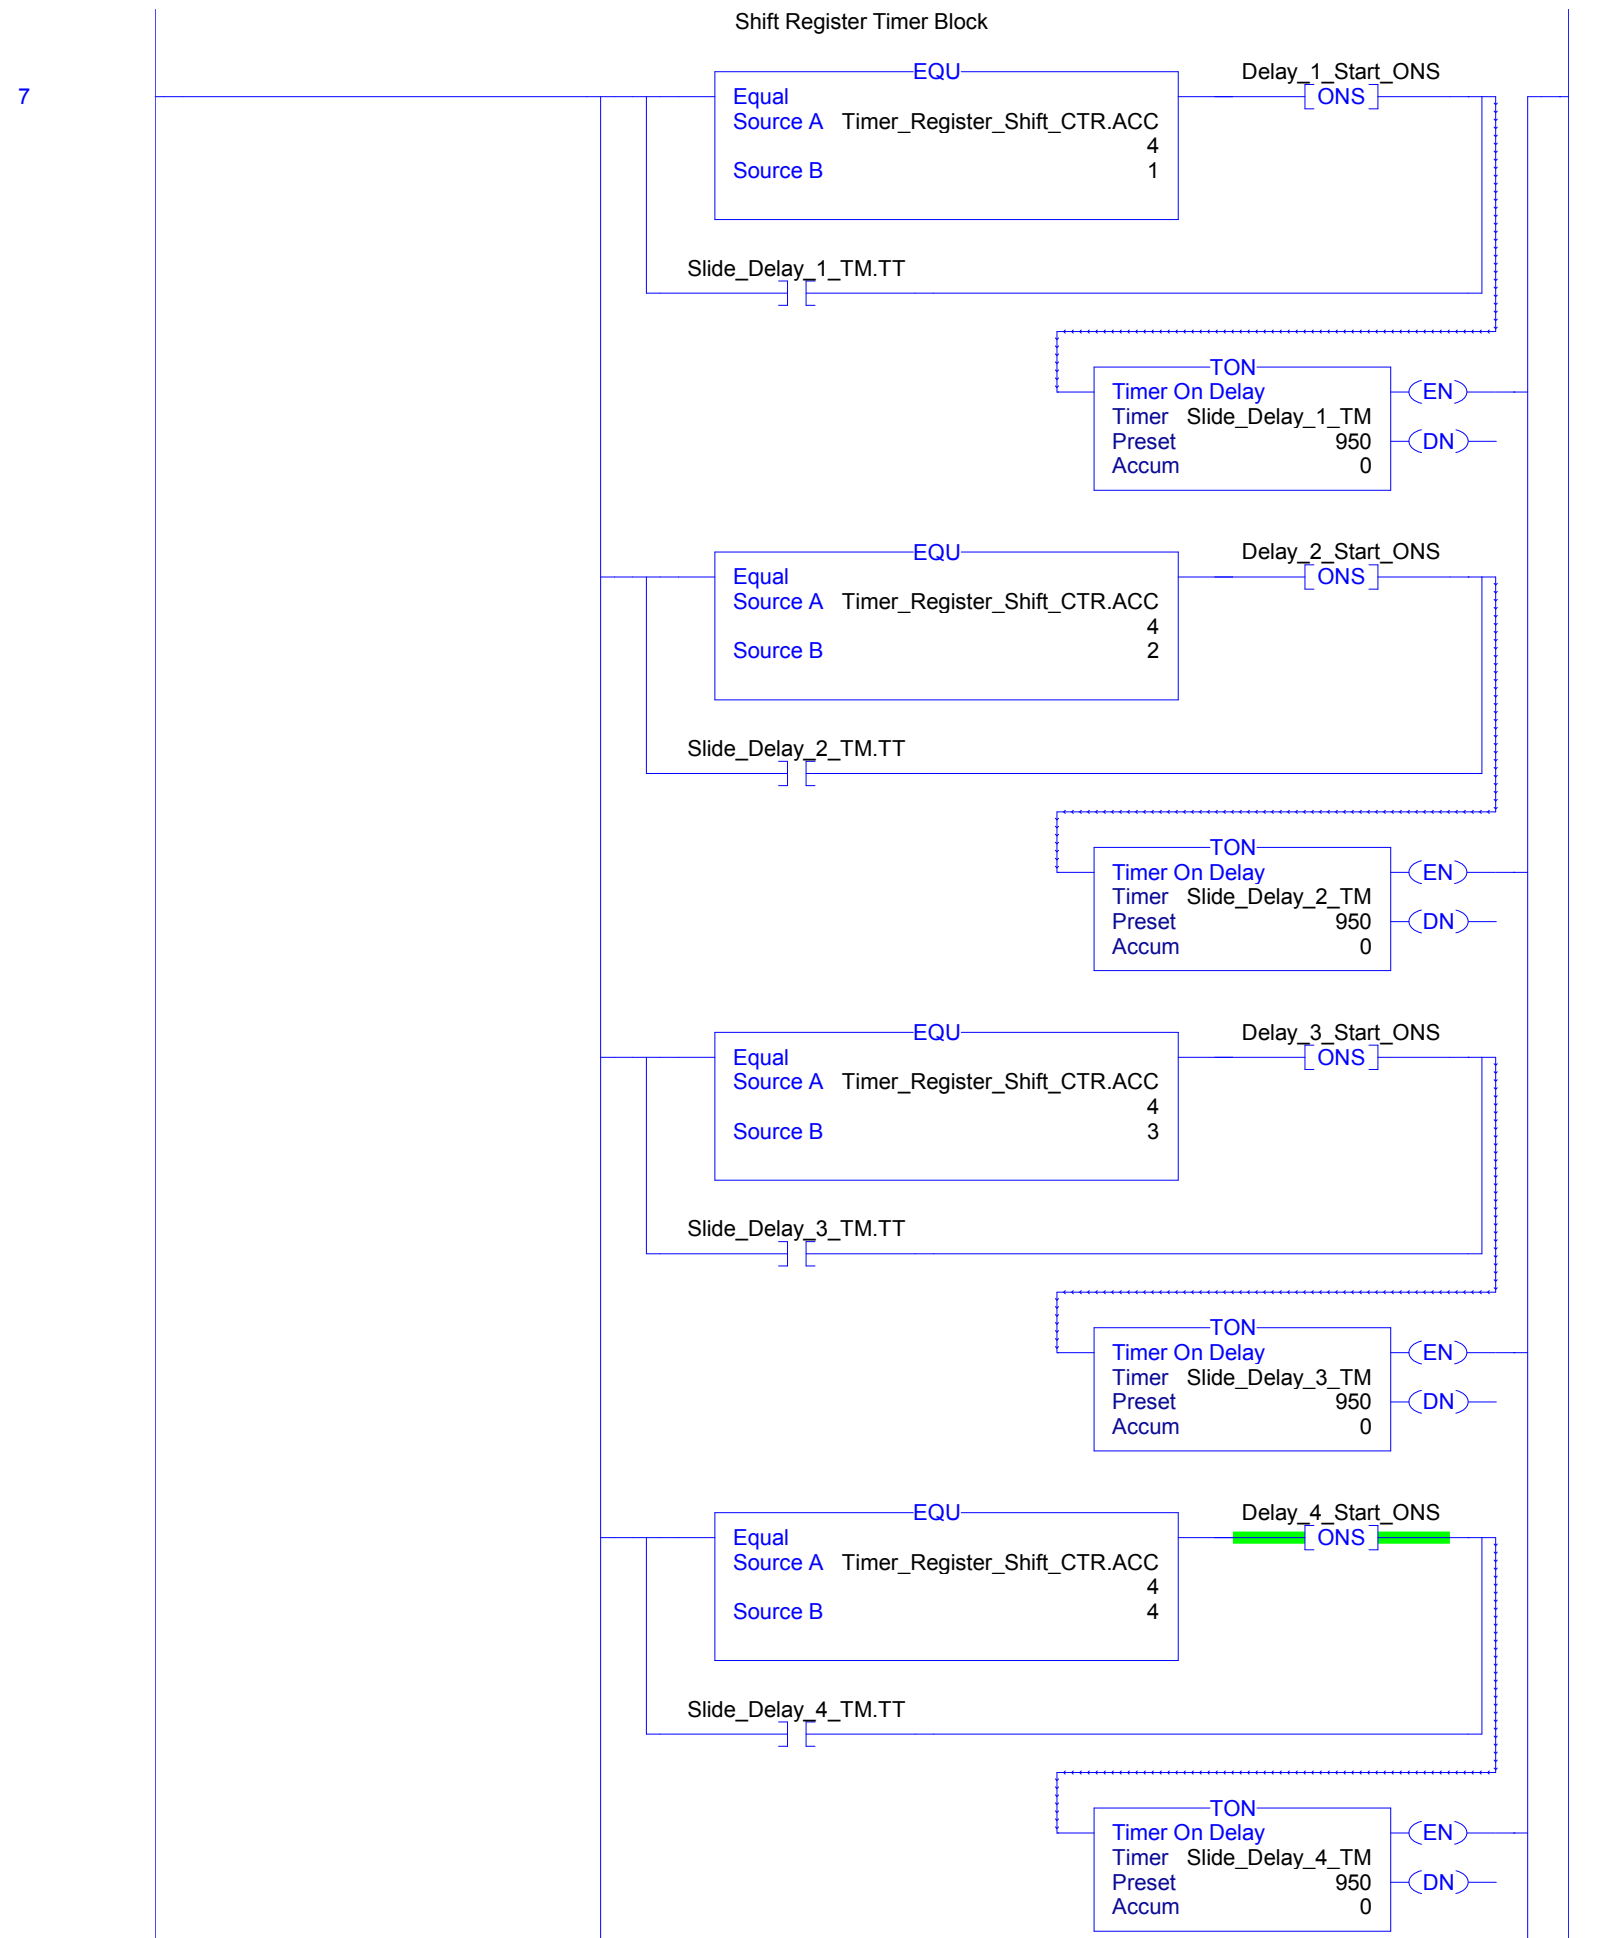 Shift Register Timer Block
7
EQU
Equal
Source A Timer_Register_Shift_CTR.ACC
4
Source B 1
Delay_1_Start_ONS
ONS
Slide_Delay_1_TM.TT
TON
Timer On Delay
Timer Slide_Delay_1_TM
Preset 950
Accum 0
EN
DN
EQU
Equal
Source A Timer_Register_Shift_CTR.ACC
4
Source B 2
Delay_2_Start_ONS
ONS
Slide_Delay_2_TM.TT
TON
Timer On Delay
Timer Slide_Delay_2_TM
Preset 950
Accum 0
EN
DN
EQU
Equal
Source A Timer_Register_Shift_CTR.ACC
4
Source B 3
Delay_3_Start_ONS
ONS
Slide_Delay_3_TM.TT
TON
Timer On Delay
Timer Slide_Delay_3_TM
Preset 950
Accum 0
EN
DN
EQU
Equal
Source A Timer_Register_Shift_CTR.ACC
4
Source B 4
Delay_4_Start_ONS
ONS
Slide_Delay_4_TM.TT
TON
Timer On Delay
Timer Slide_Delay_4_TM
Preset 950
Accum 0
EN
DN